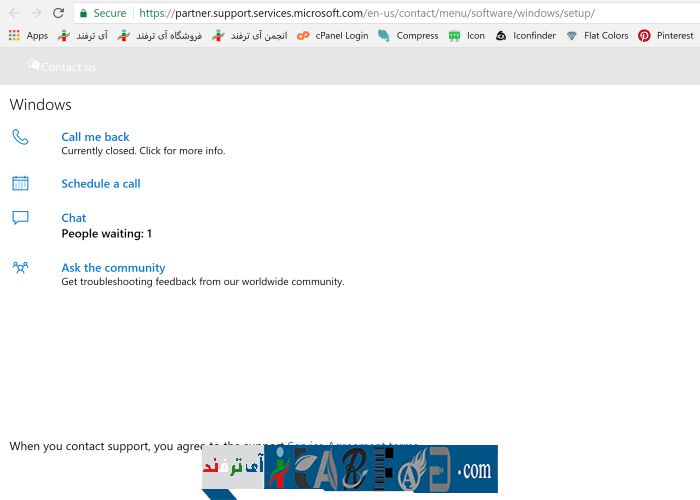 Secure https://partner.support.services.microsoft.com/en-us/contact/menu/software/windows/setup/
Apps آی ترفند فروشگاه آی ترفند انجمن آی ترفند cPanel Login Compress Icon Iconfinder Flat Colors Pinterest
Contact us
Windows
Call me back
Currently closed. Click for more info.
Schedule a call
Chat
People waiting: 1
Ask the community
Get troubleshooting feedback from our worldwide community.
When you contact support, you agree to the support Service Agreement terms
آی ترفند .com